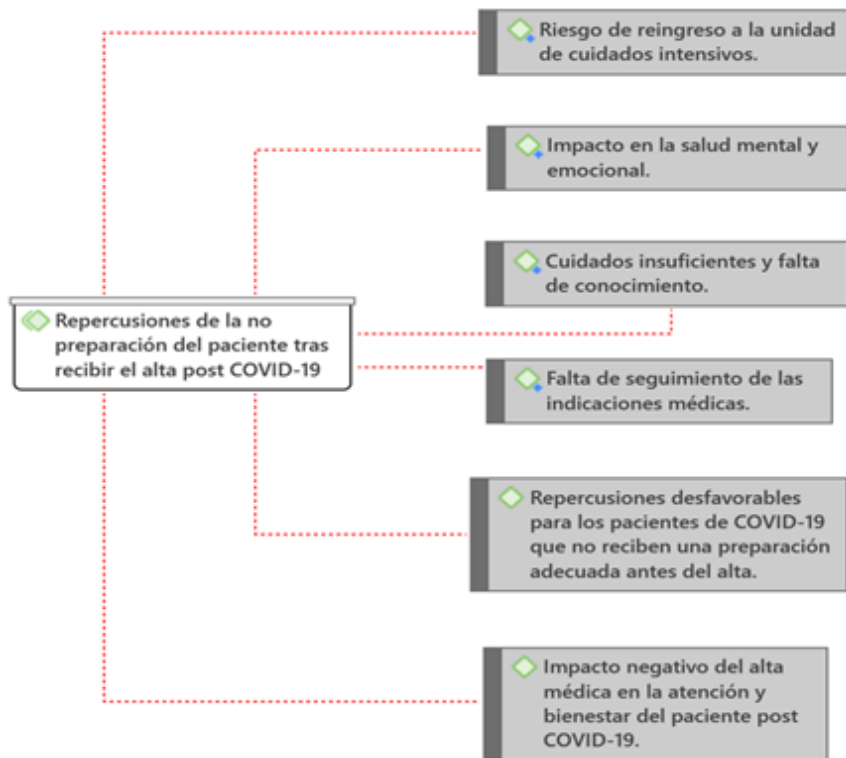 Riesgo de reingreso a la unidad
de cuidados intensivos.
Impacto en la salud mental y
emocional.
Cuidados insuficientes y falta
de conocimiento.
Repercusiones de la no
preparación del paciente tras
recibir el alta post COVID-19
Falta de seguimiento de las
indicaciones médicas.
Repercusiones desfavorables
para los pacientes de COVID-19
que no reciben una preparación
adecuada antes del alta.
Impacto negativo del alta
médica en la atención y
bienestar del paciente post
COVID-19.